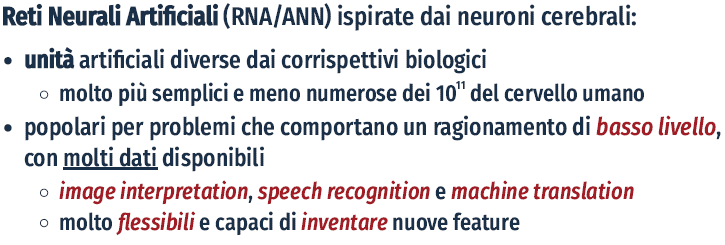 Reti Neurali Artificiali (RNA/ANN) ispirate dai neuroni cerebrali:
• unità artificiali diverse dai corrispettivi biologici
○ molto più semplici e meno numerose dei 10¹¹ del cervello umano
• popolari per problemi che comportano un ragionamento di basso livello,
con molti dati disponibili
○ image interpretation, speech recognition e machine translation
○ molto flessibili e capaci di inventare nuove feature